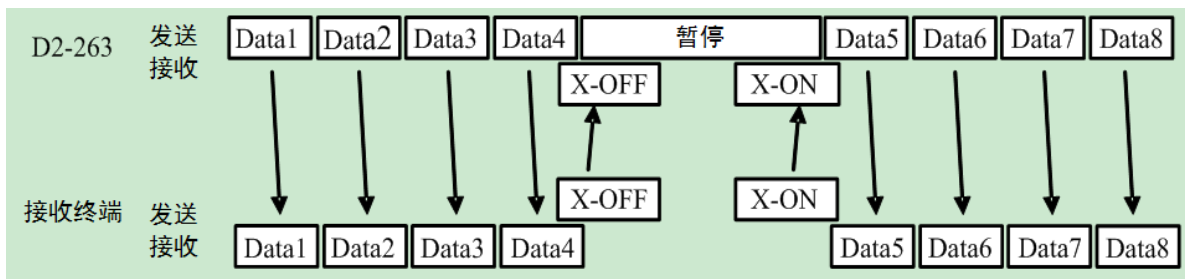 D2-263 发送 Data1 Data2 Data3 Data4 暂停 Data5 Data6 Data7 Data8
接收 X-OFF X-ON
接收终端 发送 X-OFF X-ON
接收 Data1 Data2 Data3 Data4 Data5 Data6 Data7 Data8